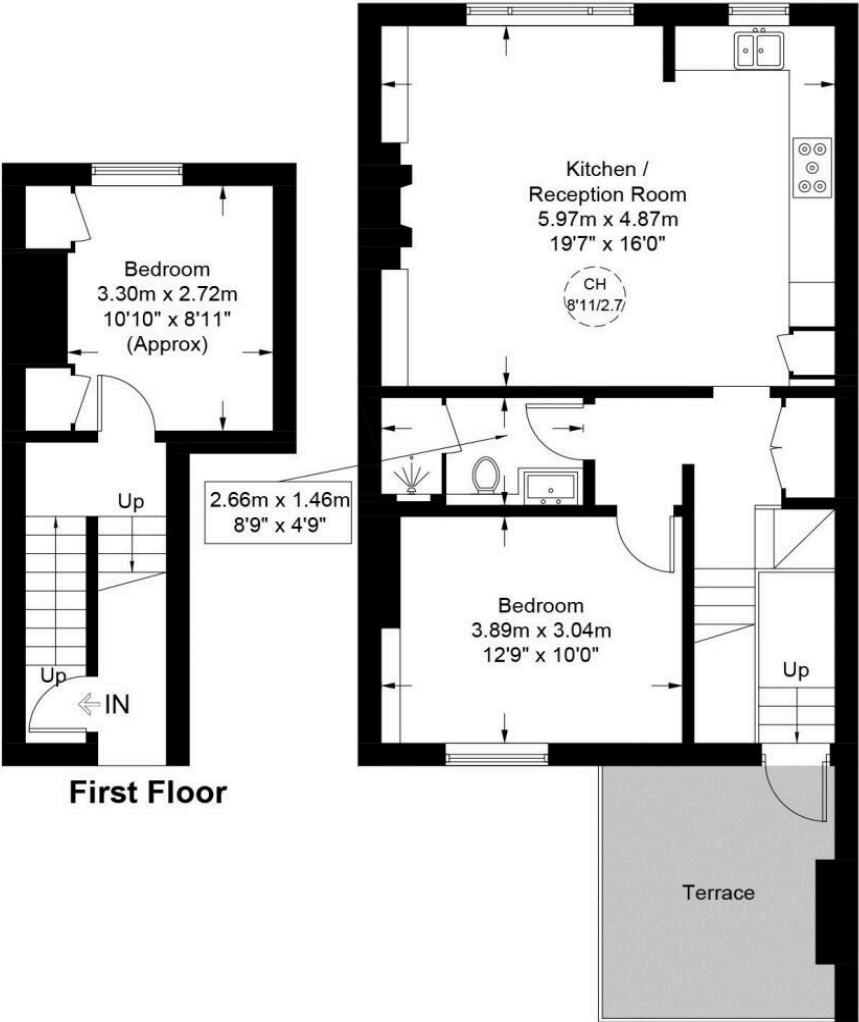 Bedroom
3.30m x 2.72m
10'10" x 8'11"
(Approx)
Up
Up
IN
First Floor
Kitchen /
Reception Room
5.97m x 4.87m
19'7" x 16'0"
CH
8'11/2.7
2.66m x 1.46m
8'9" x 4'9"
Bedroom
3.89m x 3.04m
12'9" x 10'0"
Up
Terrace